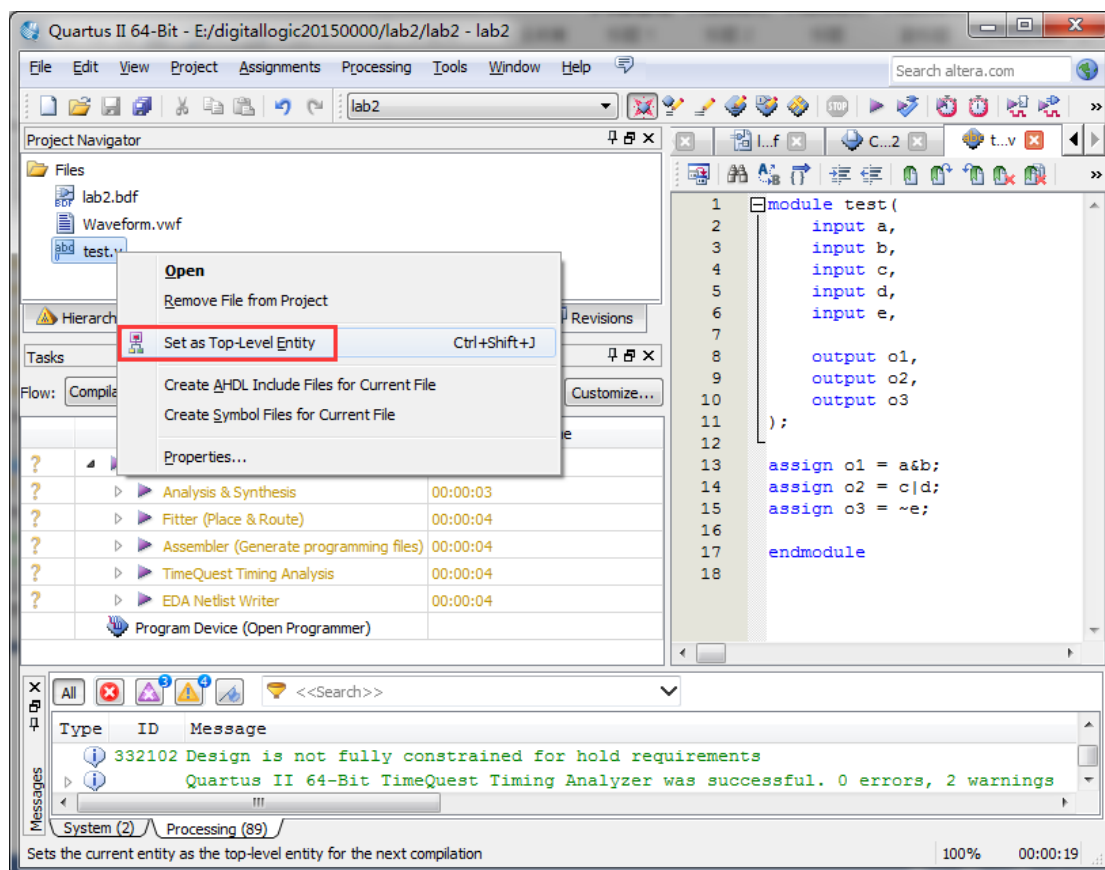 Quartus II 64-Bit - E:/digitallogic20150000/lab2/lab2 - lab2
File Edit View Project Assignments Processing Tools Window Help
Search altera.com
lab2
STOP
»
Project Navigator
l...f C...2 t...v
Files
lab2.bdf
Waveform.vwf
abd test.v
Open
Remove File from Project
Hierarch Revisions
Set as Top-Level Entity Ctrl+Shift+J
Tasks
Create AHDL Include Files for Current File
Flow: Compila Customize...
Create Symbol Files for Current File
Properties...
? Analysis & Synthesis 00:00:03
? Fitter (Place & Route) 00:00:04
? Assembler (Generate programming files) 00:00:04
? TimeQuest Timing Analysis 00:00:04
? EDA Netlist Writer 00:00:04
Program Device (Open Programmer)
1 module test(
2 input a,
3 input b,
4 input c,
5 input d,
6 input e,
7
8 output o1,
9 output o2,
10 output o3
11 );
12
13 assign o1 = a&b;
14 assign o2 = c|d;
15 assign o3 = ~e;
16
17 endmodule
18
All 3 4 <<Search>>
Type ID Message
332102 Design is not fully constrained for hold requirements
Quartus II 64-Bit TimeQuest Timing Analyzer was successful. 0 errors, 2 warnings
Messages
System (2) Processing (89)
Sets the current entity as the top-level entity for the next compilation 100% 00:00:19